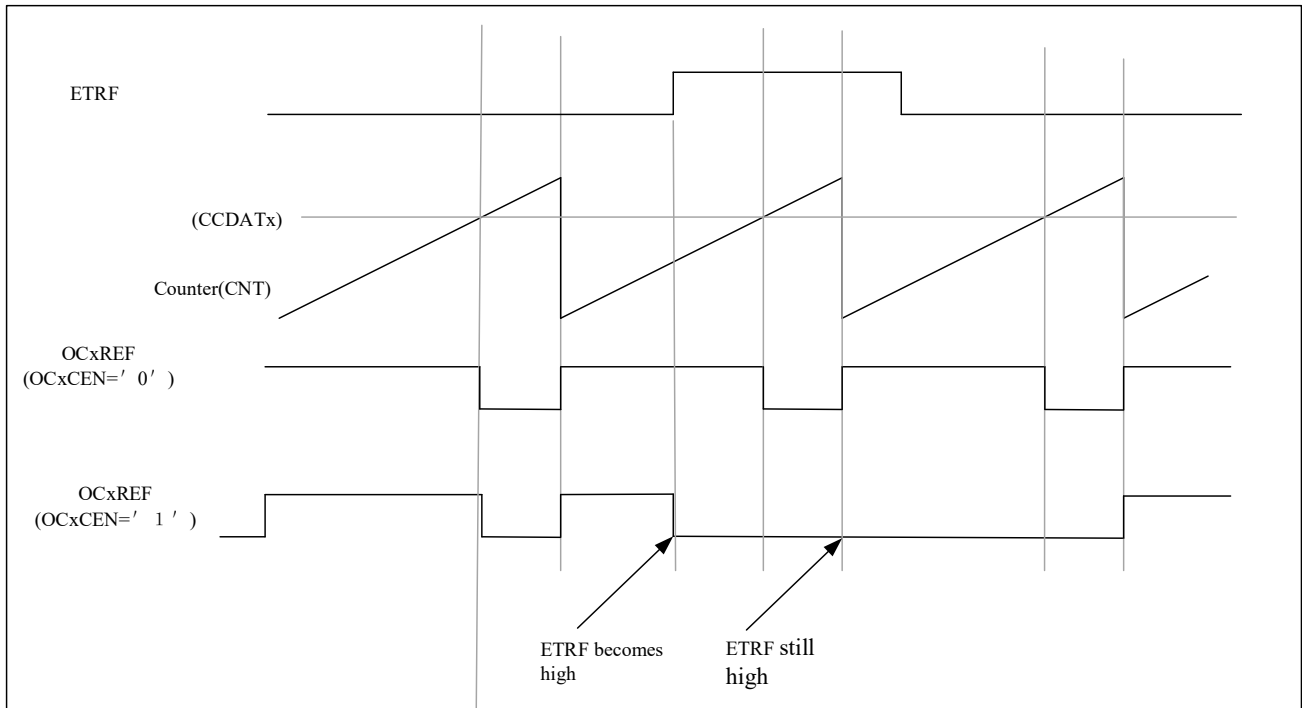 ETRF
(CCDATx)
Counter(CNT)
OCxREF
(OCxCEN=′ 0′ )
OCxREF
(OCxCEN=′ 1 ′ )
ETRF becomes
high
ETRF still
high